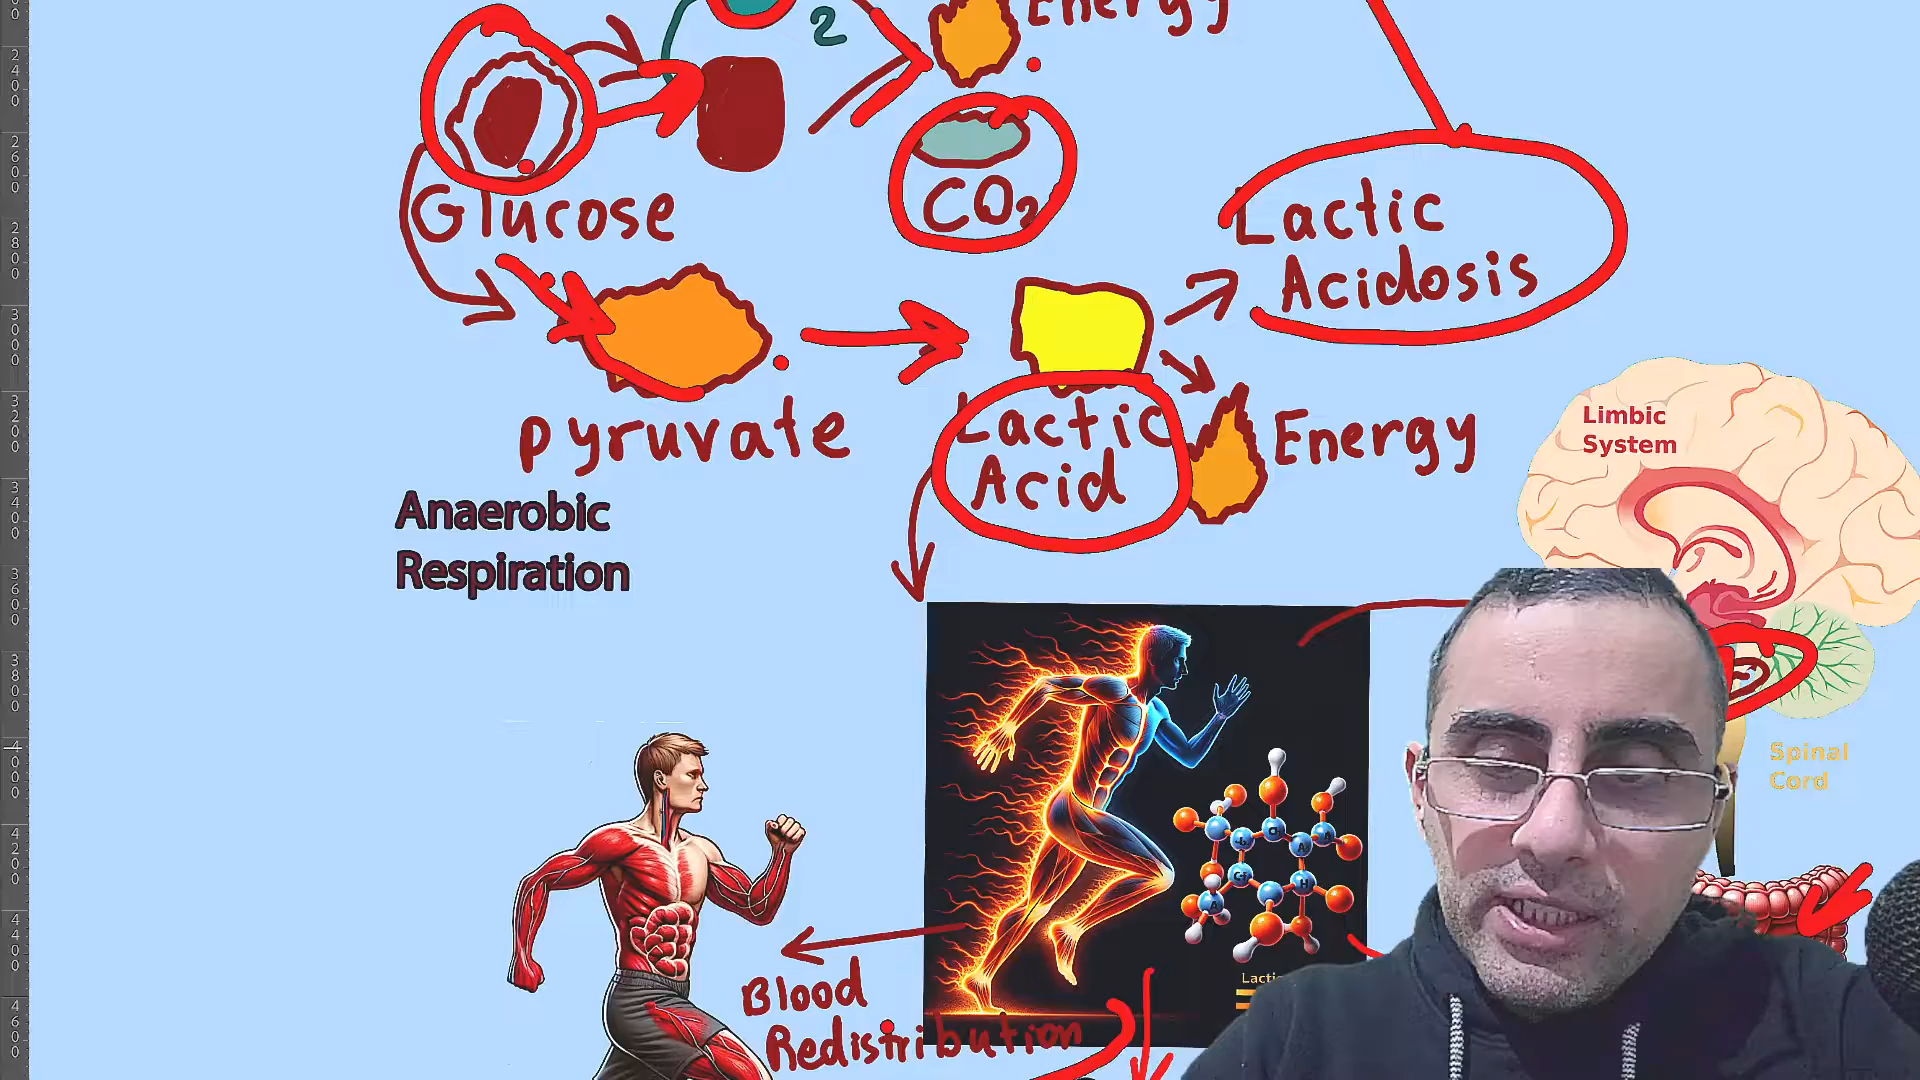 2
Energy
CO₂
Glucose
Lactic
Acidosis
pyruvate
Lactic
Acid
Energy
Limbic
System
Anaerobic
Respiration
Spinal
Cord
Blood
Redistribution